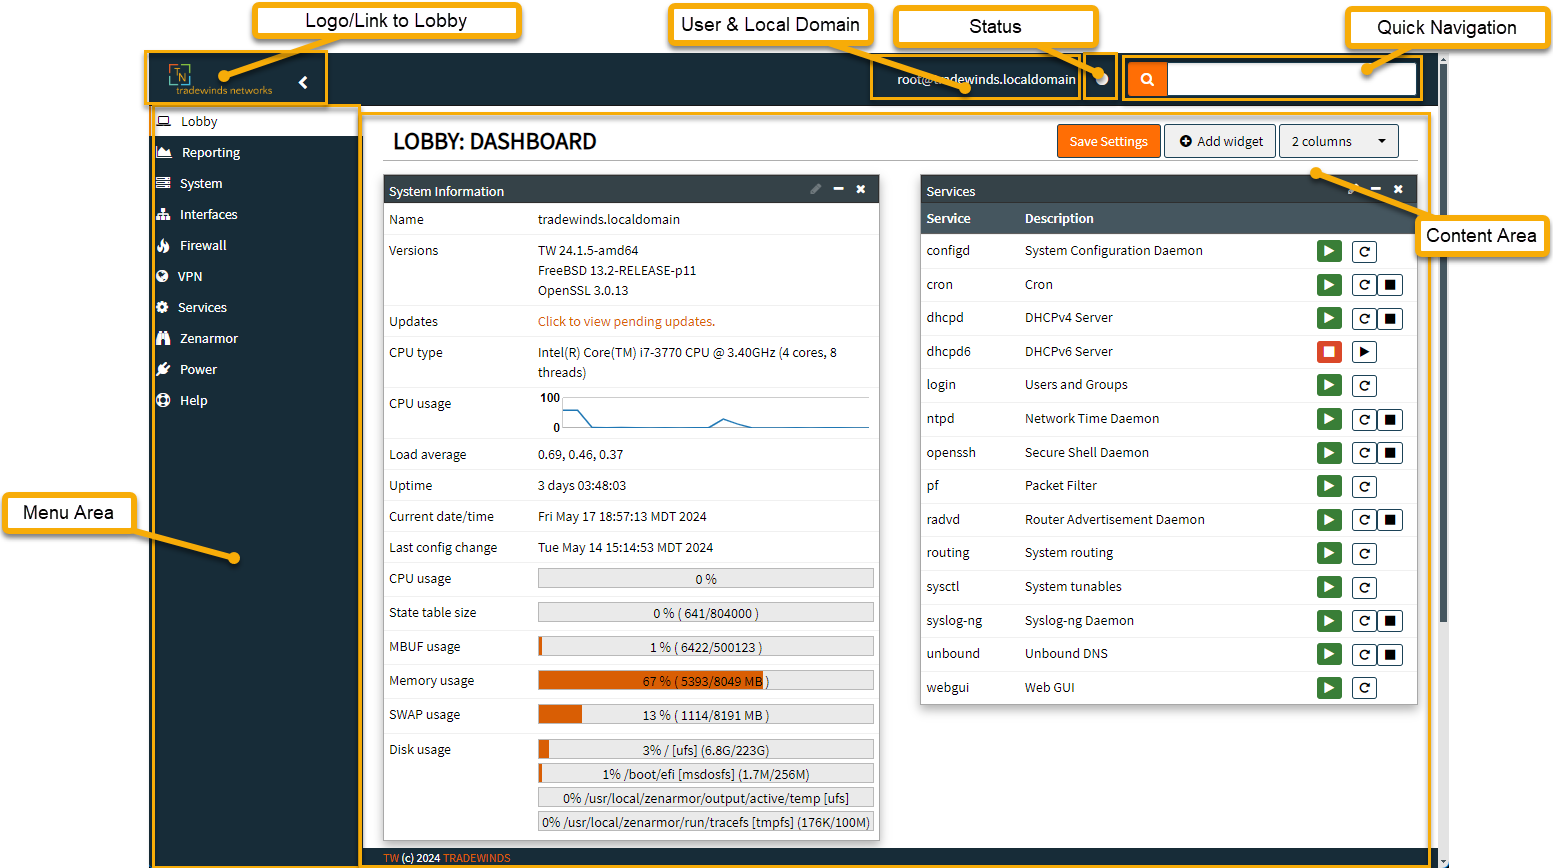 Logo/Link to Lobby
User & Local Domain
Status
Quick Navigation
TN
tradewinds networks
root@tradewinds.localdomain
Lobby
Reporting
System
Interfaces
Firewall
VPN
Services
Zenarmor
Power
Help
Menu Area
LOBBY: DASHBOARD
Save Settings
Add widget
2 columns
Content Area
System Information
Name tradewinds.localdomain
Versions TW 24.1.5-amd64
FreeBSD 13.2-RELEASE-p11
OpenSSL 3.0.13
Updates Click to view pending updates.
CPU type Intel(R) Core(TM) i7-3770 CPU @ 3.40GHz (4 cores, 8
threads)
CPU usage 100
0
Load average 0.69, 0.46, 0.37
Uptime 3 days 03:48:03
Current date/time Fri May 17 18:57:13 MDT 2024
Last config change Tue May 14 15:14:53 MDT 2024
CPU usage 0 %
State table size 0 % ( 641/804000 )
MBUF usage 1 % ( 6422/500123 )
Memory usage 67 % ( 5393/8049 MB )
SWAP usage 13 % ( 1114/8191 MB )
Disk usage 3% / [ufs] (6.8G/223G)
1% /boot/efi [msdosfs] (1.7M/256M)
0% /usr/local/zenarmor/output/active/temp [ufs]
0% /usr/local/zenarmor/run/tracefs [tmpfs] (176K/100M)
Services
Service Description
configd System Configuration Daemon
cron Cron
dhcpd DHCPv4 Server
dhcpd6 DHCPv6 Server
login Users and Groups
ntpd Network Time Daemon
openssh Secure Shell Daemon
pf Packet Filter
radvd Router Advertisement Daemon
routing System routing
sysctl System tunables
syslog-ng Syslog-ng Daemon
unbound Unbound DNS
webgui Web GUI
TW (c) 2024 TRADEWINDS